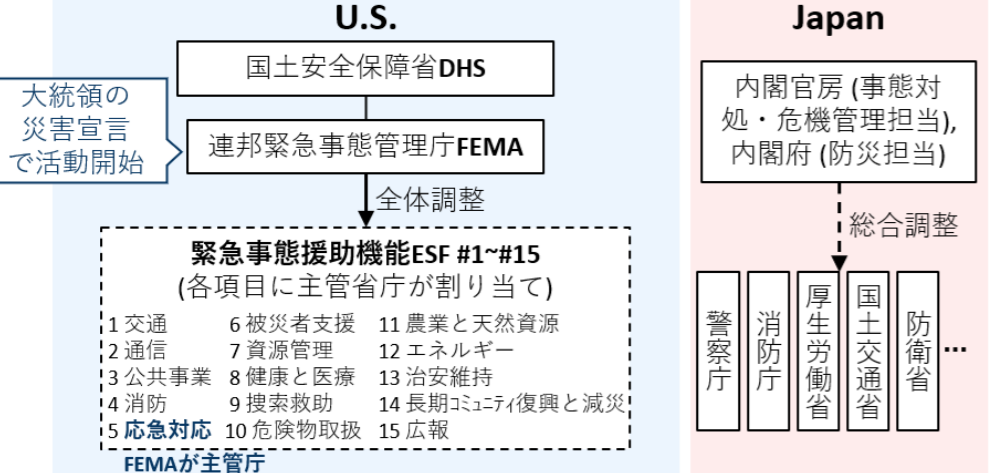 U.S.
国土安全保障省DHS
大統領の
災害宣言
で活動開始
連邦緊急事態管理庁FEMA
全体調整
緊急事態援助機能ESF #1~#15
(各項目に主管省庁が割り当て)
1 交通
2 通信
3 公共事業
4 消防
5 応急対応
6 被災者支援
7 資源管理
8 健康と医療
9 捜索救助
10 危険物取扱
11 農業と天然資源
12 エネルギー
13 治安維持
14 長期ｺﾐｭﾆﾃｨ復興と減災
15 広報
FEMAが主管庁
Japan
内閣官房 (事態対
処・危機管理担当),
内閣府 (防災担当)
総合調整
警察庁
消防庁
厚生労働省
国土交通省
防衛省
…